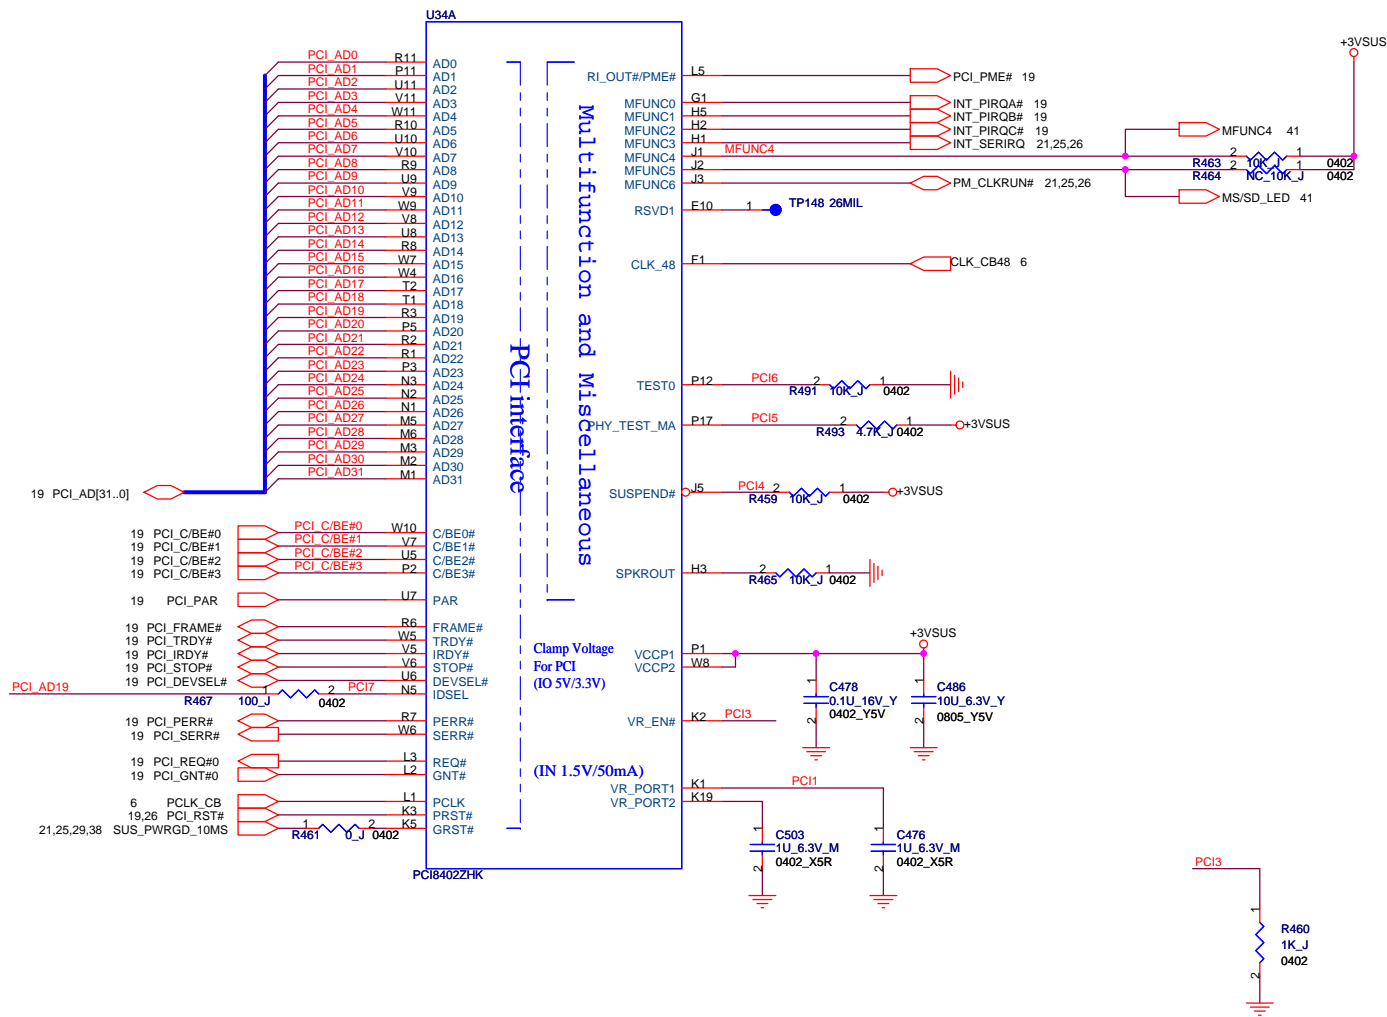 U34A
PCI_AD0 R11 AD0
PCI_AD1 P11 AD1
PCI_AD2 U11 AD2
PCI_AD3 V11 AD3
PCI_AD4 W11 AD4
PCI_AD5 R10 AD5
PCI_AD6 U10 AD6
PCI_AD7 V10 AD7
PCI_AD8 R9 AD8
PCI_AD9 U9 AD9
PCI_AD10 V9 AD10
PCI_AD11 W9 AD11
PCI_AD12 V8 AD12
PCI_AD13 U8 AD13
PCI_AD14 R8 AD14
PCI_AD15 W7 AD15
PCI_AD16 W4 AD16
PCI_AD17 T2 AD17
PCI_AD18 T1 AD18
PCI_AD19 R3 AD19
PCI_AD20 P5 AD20
PCI_AD21 R2 AD21
PCI_AD22 R1 AD22
PCI_AD23 P3 AD23
PCI_AD24 N3 AD24
PCI_AD25 N2 AD25
PCI_AD26 N1 AD26
PCI_AD27 M5 AD27
PCI_AD28 M6 AD28
PCI_AD29 M3 AD29
PCI_AD30 M2 AD30
PCI_AD31 M1 AD31
19 PCI_AD[31..0]
19 PCI_C/BE#0 PCI_C/BE#0 W10 C/BE0#
19 PCI_C/BE#1 PCI_C/BE#1 V7 C/BE1#
19 PCI_C/BE#2 PCI_C/BE#2 U5 C/BE2#
19 PCI_C/BE#3 PCI_C/BE#3 P2 C/BE3#
19 PCI_PAR U7 PAR
19 PCI_FRAME# R6 FRAME#
19 PCI_TRDY# W5 TRDY#
19 PCI_IRDY# V5 IRDY#
19 PCI_STOP# V6 STOP#
19 PCI_DEVSEL# U6 DEVSEL#
PCI_AD19 1 2 PCI7 N5 IDSEL
R467 100_J 0402
19 PCI_PERR# R7 PERR#
19 PCI_SERR# W6 SERR#
19 PCI_REQ#0 L3 REQ#
19 PCI_GNT#0 L2 GNT#
6 PCLK_CB L1 PCLK
19,26 PCI_RST# K3 PRST#
21,25,29,38 SUS_PWRGD_10MS 1 2 K5 GRST#
R461 0_J 0402
PCI8402ZHK
PCI interface
Multifunction and Miscellaneous
Clamp Voltage
For PCI
(IO 5V/3.3V)
(IN 1.5V/50mA)
RI_OUT#/PME# L5 PCI_PME# 19
MFUNC0 G1 INT_PIRQA# 19
MFUNC1 H5 INT_PIRQB# 19
MFUNC2 H2 INT_PIRQC# 19
MFUNC3 H1 INT_SERIRQ 21,25,26
MFUNC4 J1 MFUNC4
MFUNC5 J2
MFUNC6 J3 PM_CLKRUN# 21,25,26
+3VSUS
MFUNC4 41
R463 2 10K_J 1 0402
R464 2 NC_10K_J 1 0402
MS/SD_LED 41
RSVD1 E10 1 TP148 26MIL
CLK_48 F1 CLK_CB48 6
TEST0 P12 PCI6 2 1
R491 10K_J 0402
PHY_TEST_MA P17 PCI5 2 1 +3VSUS
R493 4.7K_J 0402
SUSPEND# J5 PCI4 2 1 +3VSUS
R459 10K_J 0402
SPKROUT H3 2 1
R465 10K_J 0402
+3VSUS
VCCP1 P1
VCCP2 W8
1 C478 0.1U_16V_Y 0402_Y5V 2
1 C486 10U_6.3V_Y 0805_Y5V 2
VR_EN# K2 PCI3
VR_PORT1 K1 PCI1
VR_PORT2 K19
1 C503 1U_6.3V_M 0402_X5R 2
1 C476 1U_6.3V_M 0402_X5R 2
PCI3
1
R460
1K_J
0402
2